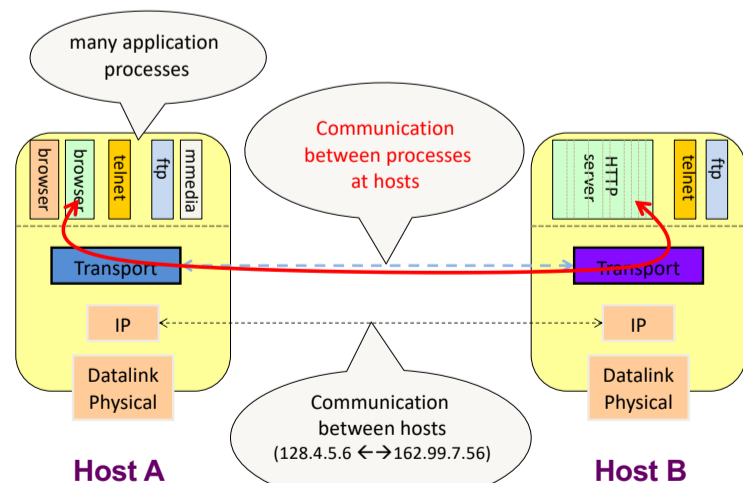 many application
processes
Communication
between processes
at hosts
browser
browser
telnet
ftp
mmedia
HTTP
server
telnet
ftp
Transport
Transport
IP
IP
Datalink
Physical
Datalink
Physical
Communication
between hosts
(128.4.5.6 ←→162.99.7.56)
Host A
Host B